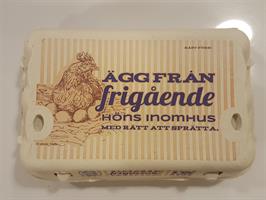 ÄGG FRÅN
frigående
HÖNS INOMHUS
MED RÄTT ATT SPRÄTTA.